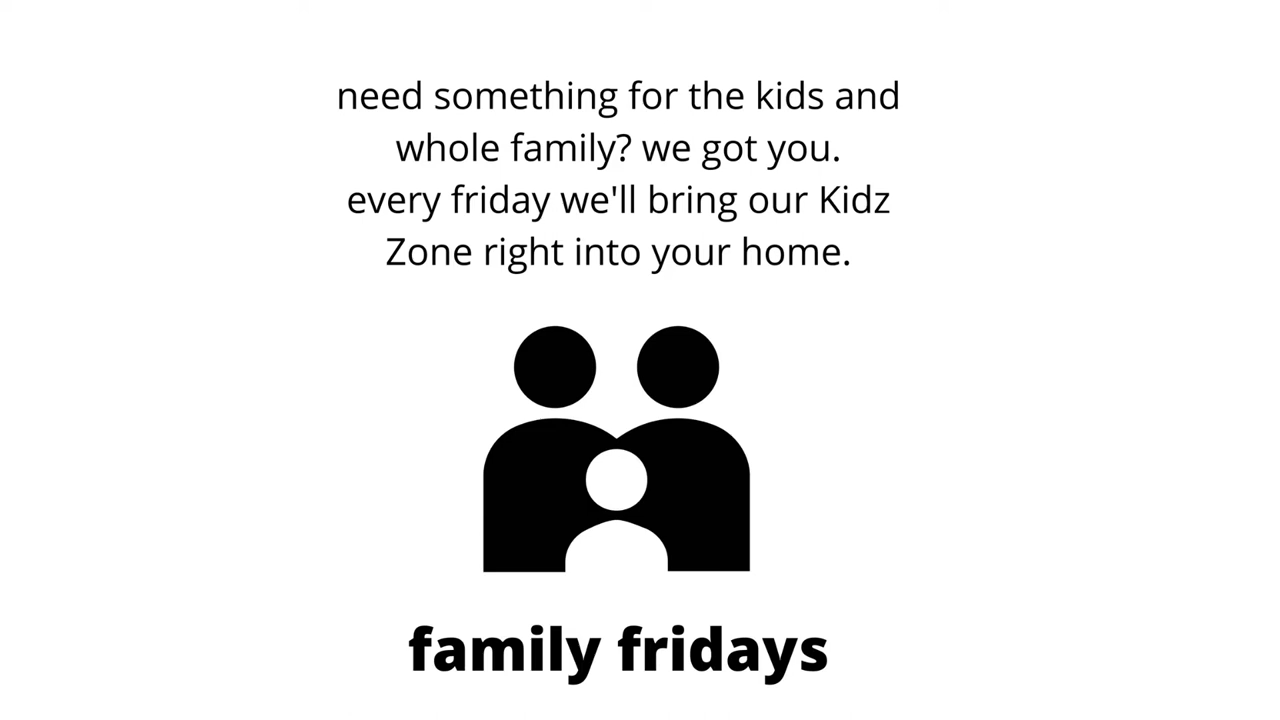 need something for the kids and
whole family? we got you.
every friday we'll bring our Kidz
Zone right into your home.
family fridays